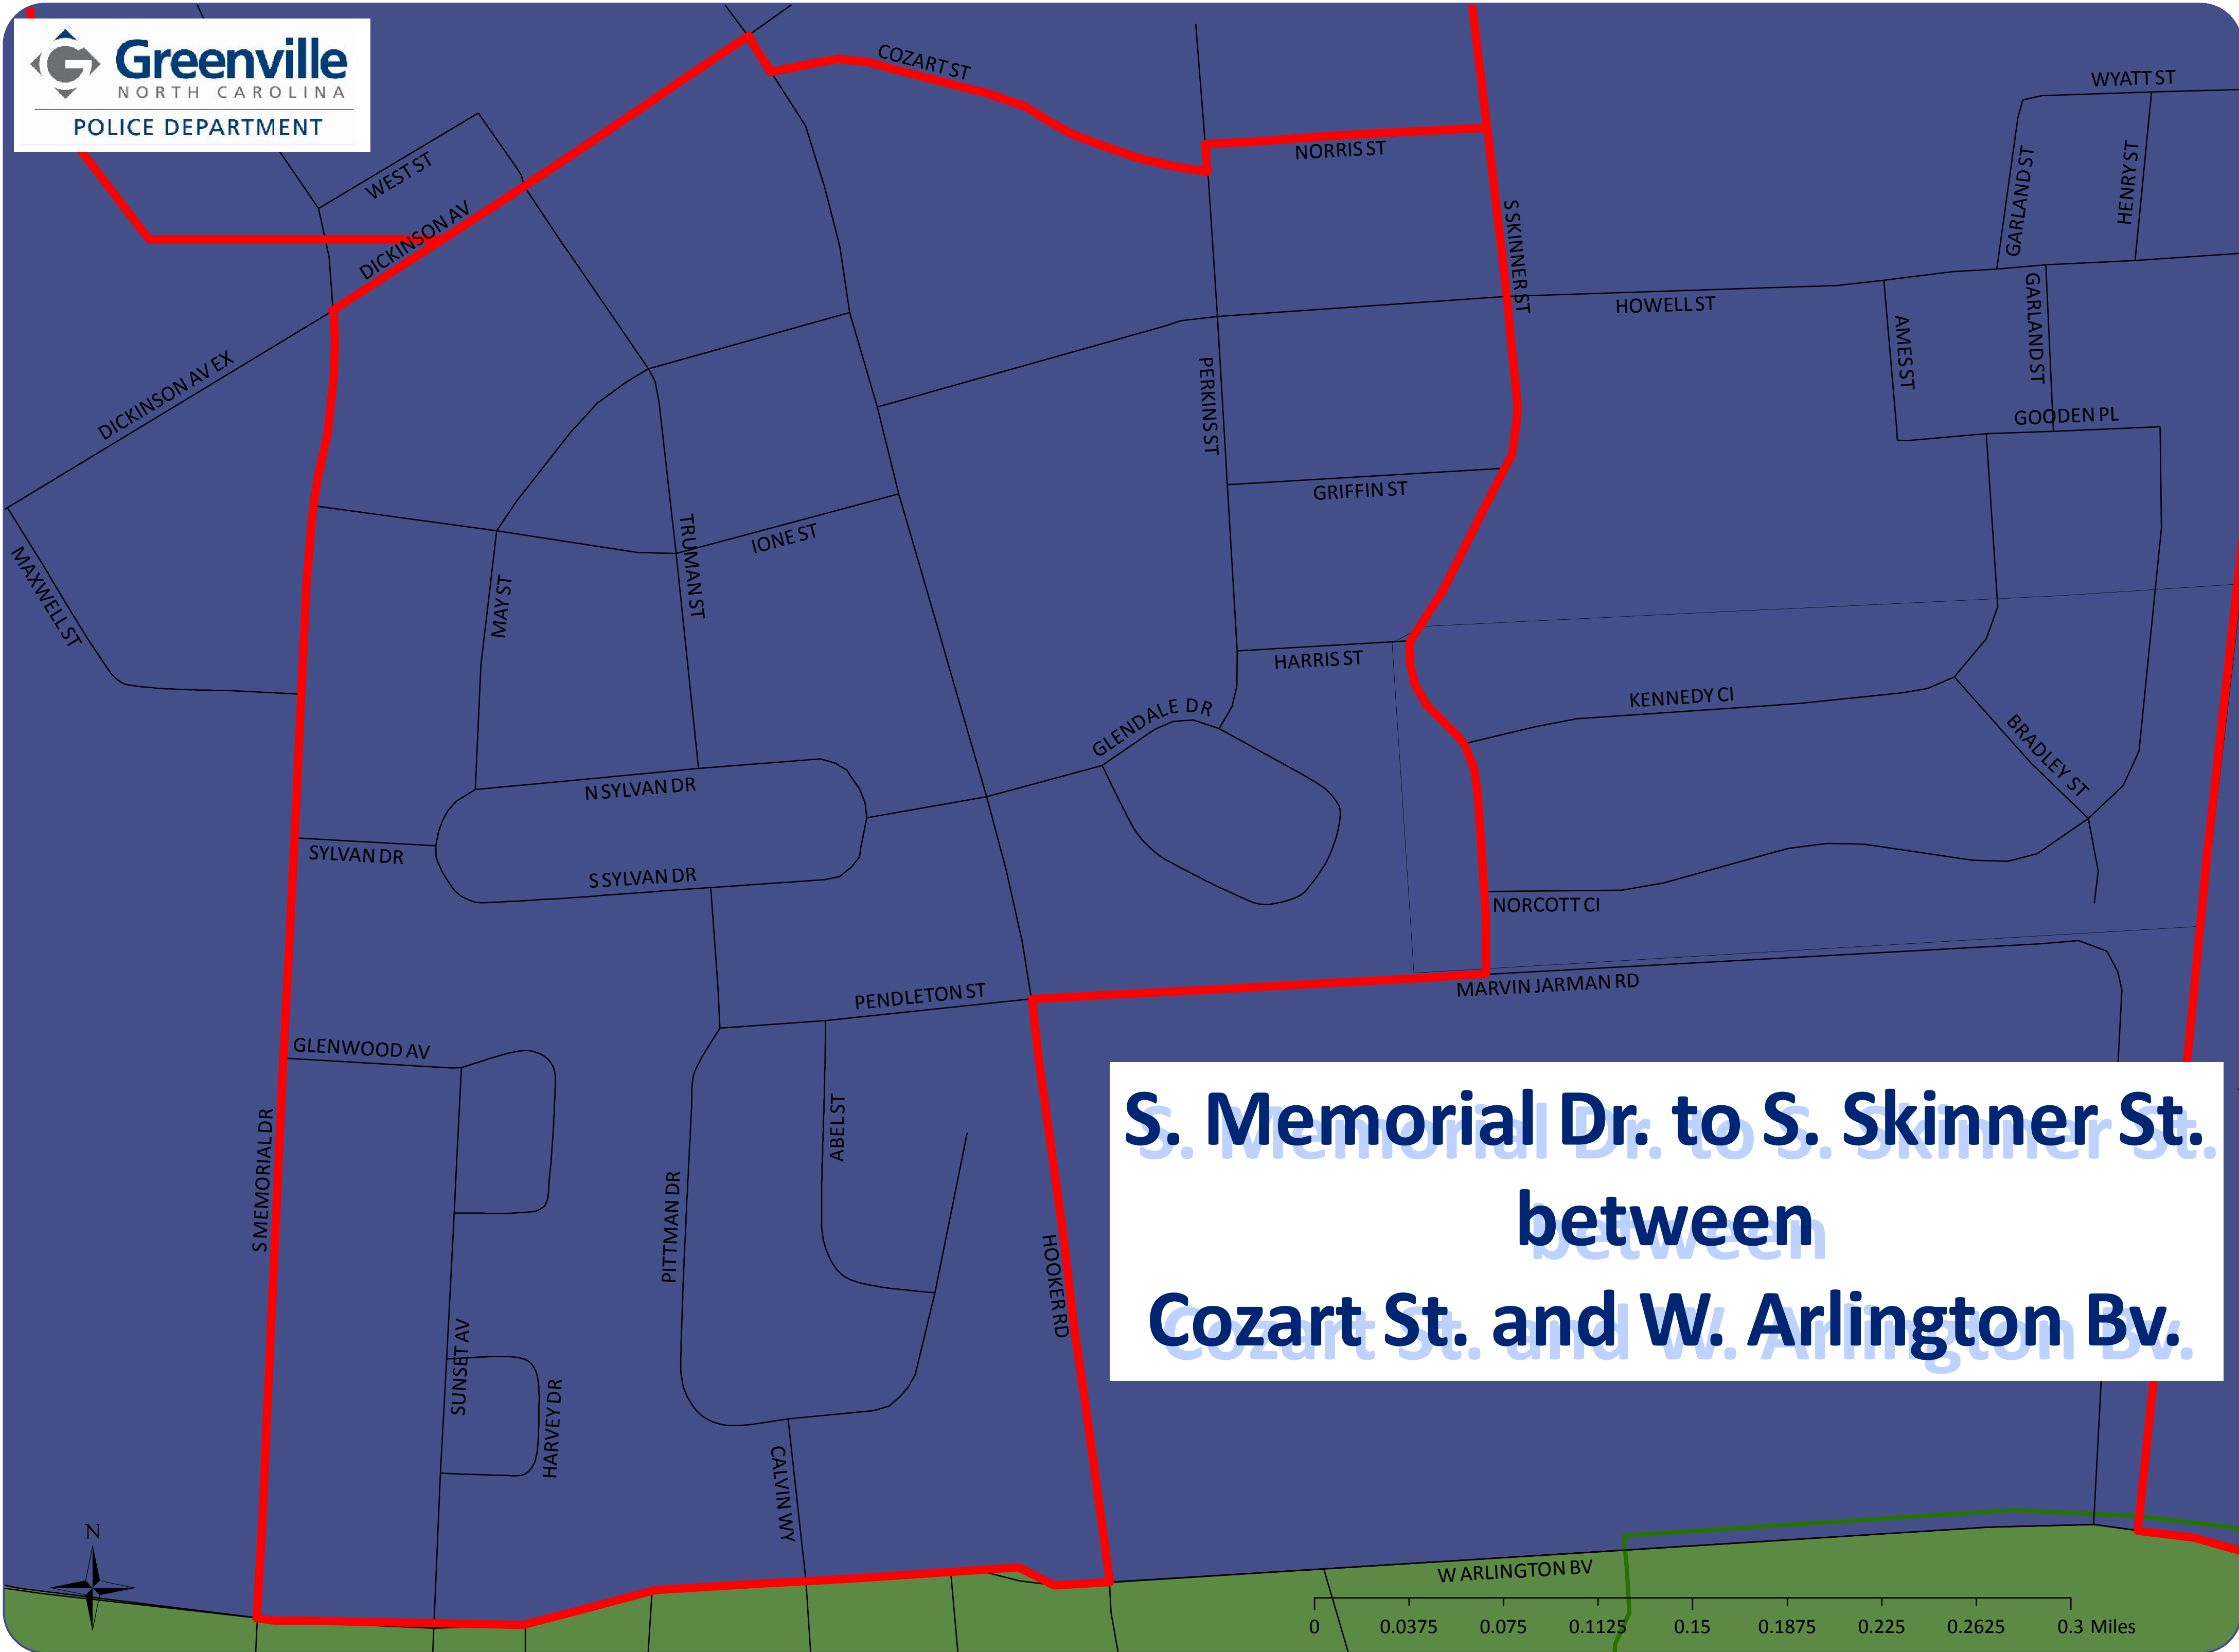 Greenville
NORTH CAROLINA
POLICE DEPARTMENT
COZART ST
WYATT ST
NORRIS ST
WEST ST
GARLAND ST
HENRY ST
DICKINSON AV
S SKINNER ST
HOWELL ST
GARLAND ST
AMES ST
DICKINSON AV EX
PERKINS ST
GOODEN PL
GRIFFIN ST
IONE ST
TRUMAN ST
MAXWELL ST
MAY ST
HARRIS ST
KENNEDY CI
GLENDALE DR
BRADLEY ST
N SYLVAN DR
SYLVAN DR
S SYLVAN DR
NORCOTT CI
MARVIN JARMAN RD
PENDLETON ST
GLENWOOD AV
S MEMORIAL DR
ABEL ST
PITTMAN DR
HOOKER RD
S. Memorial Dr. to S. Skinner St.
between
Cozart St. and W. Arlington Bv.
SUNSET AV
HARVEY DR
CALVIN WY
N
W ARLINGTON BV
0 0.0375 0.075 0.1125 0.15 0.1875 0.225 0.2625 0.3 Miles